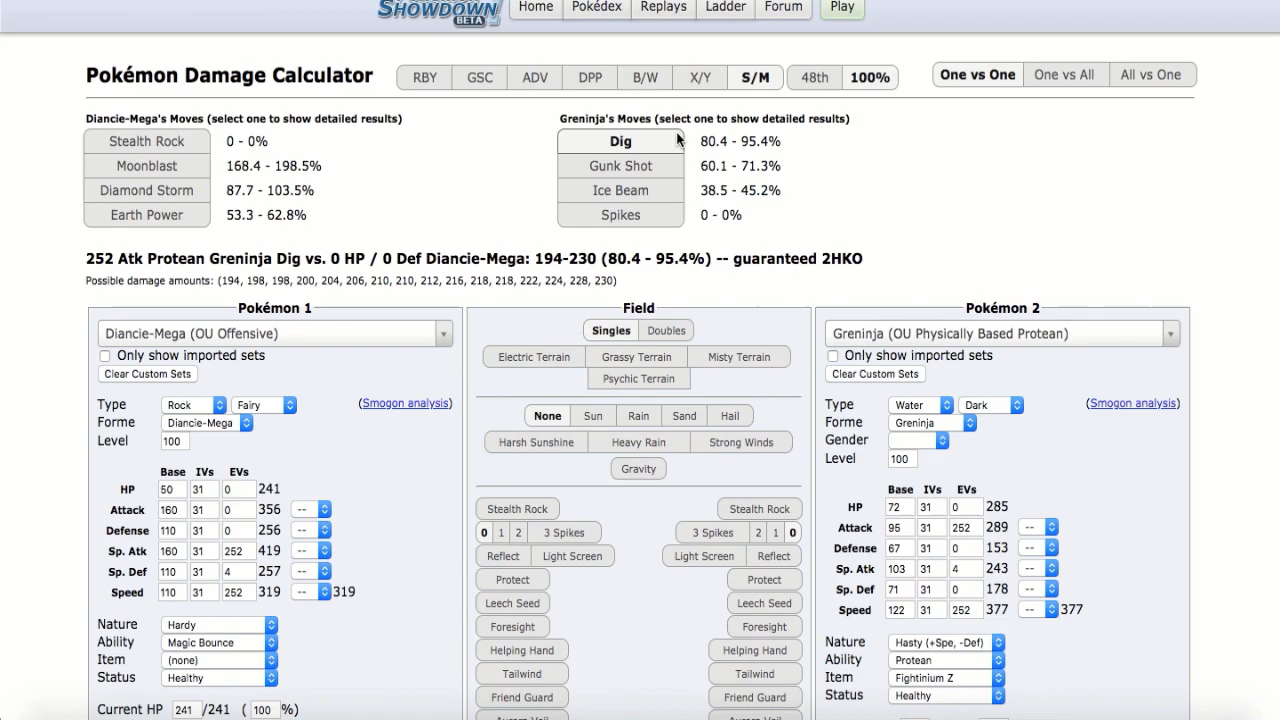 SHOWDOWN
BETA
Home Pokédex Replays Ladder Forum Play
Pokémon Damage Calculator RBY GSC ADV DPP B/W X/Y S/M 48th 100% One vs One One vs All All vs One
Diancie-Mega's Moves (select one to show detailed results) Greninja's Moves (select one to show detailed results)
Stealth Rock 0 - 0% Dig 80.4 - 95.4%
Moonblast 168.4 - 198.5% Gunk Shot 60.1 - 71.3%
Diamond Storm 87.7 - 103.5% Ice Beam 38.5 - 45.2%
Earth Power 53.3 - 62.8% Spikes 0 - 0%
252 Atk Protean Greninja Dig vs. 0 HP / 0 Def Diancie-Mega: 194-230 (80.4 - 95.4%) -- guaranteed 2HKO
Possible damage amounts: (194, 198, 198, 200, 204, 206, 210, 210, 212, 216, 218, 218, 222, 224, 228, 230)
Pokémon 1 Field Pokémon 2
Diancie-Mega (OU Offensive) Singles Doubles Greninja (OU Physically Based Protean)
Only show imported sets Electric Terrain Grassy Terrain Misty Terrain Only show imported sets
Clear Custom Sets Psychic Terrain Clear Custom Sets
Type Rock Fairy (Smogon analysis) None Sun Rain Sand Hail Type Water Dark (Smogon analysis)
Forme Diancie-Mega Forme Greninja
Level 100 Harsh Sunshine Heavy Rain Strong Winds Gender
Gravity Level 100
Base IVs EVs Base IVs EVs
HP 50 31 0 241 Stealth Rock Stealth Rock HP 72 31 0 285
Attack 160 31 0 356 -- Attack 95 31 252 289 --
Defense 110 31 0 256 -- 0 1 2 3 Spikes 3 Spikes 2 1 0 Defense 67 31 0 153 --
Sp. Atk 160 31 252 419 -- Reflect Light Screen Light Screen Reflect Sp. Atk 103 31 4 243 --
Sp. Def 110 31 4 257 -- Protect Protect Sp. Def 71 31 0 178 --
Speed 110 31 252 319 -- 319 Leech Seed Leech Seed Speed 122 31 252 377 -- 377
Nature Hardy Foresight Foresight Nature Hasty (+Spe, -Def)
Ability Magic Bounce Helping Hand Helping Hand Ability Protean
Item (none) Tailwind Tailwind Item Fightinium Z
Status Healthy Friend Guard Friend Guard Status Healthy
Current HP 241 /241 ( 100 %)